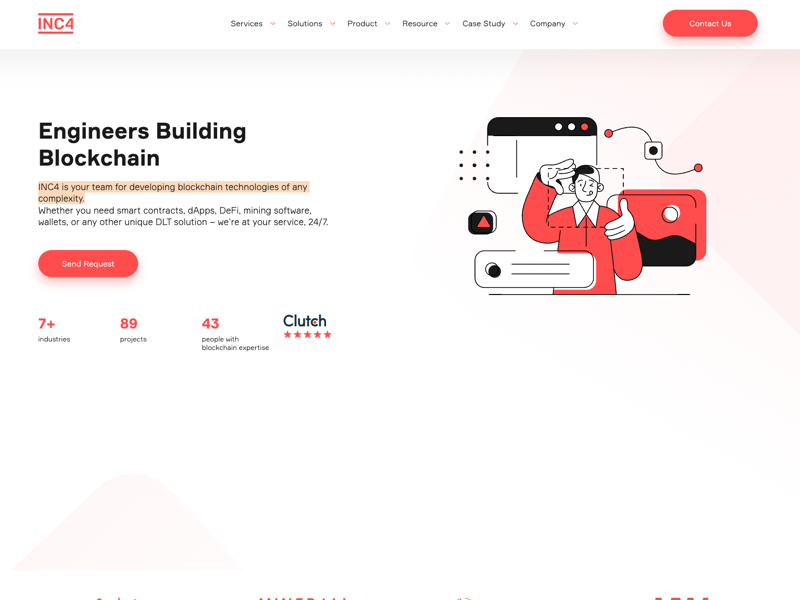 INC4
Services
Solutions
Product
Resource
Case Study
Company
Contact Us
Engineers Building
Blockchain
INC4 is your team for developing blockchain technologies of any
complexity.
Whether you need smart contracts, dApps, DeFi, mining software,
wallets, or any other unique DLT solution – we're at your service, 24/7.
Send Request
7+
industries
89
projects
43
people with
blockchain expertise
Clutch